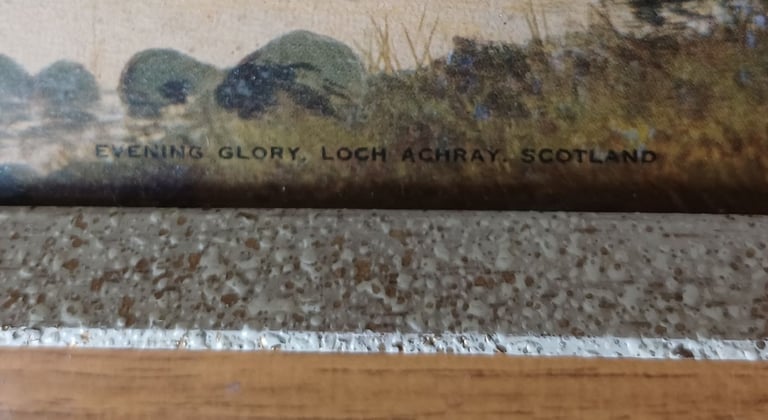 EVENING GLORY, LOCH ACHRAY. SCOTLAND